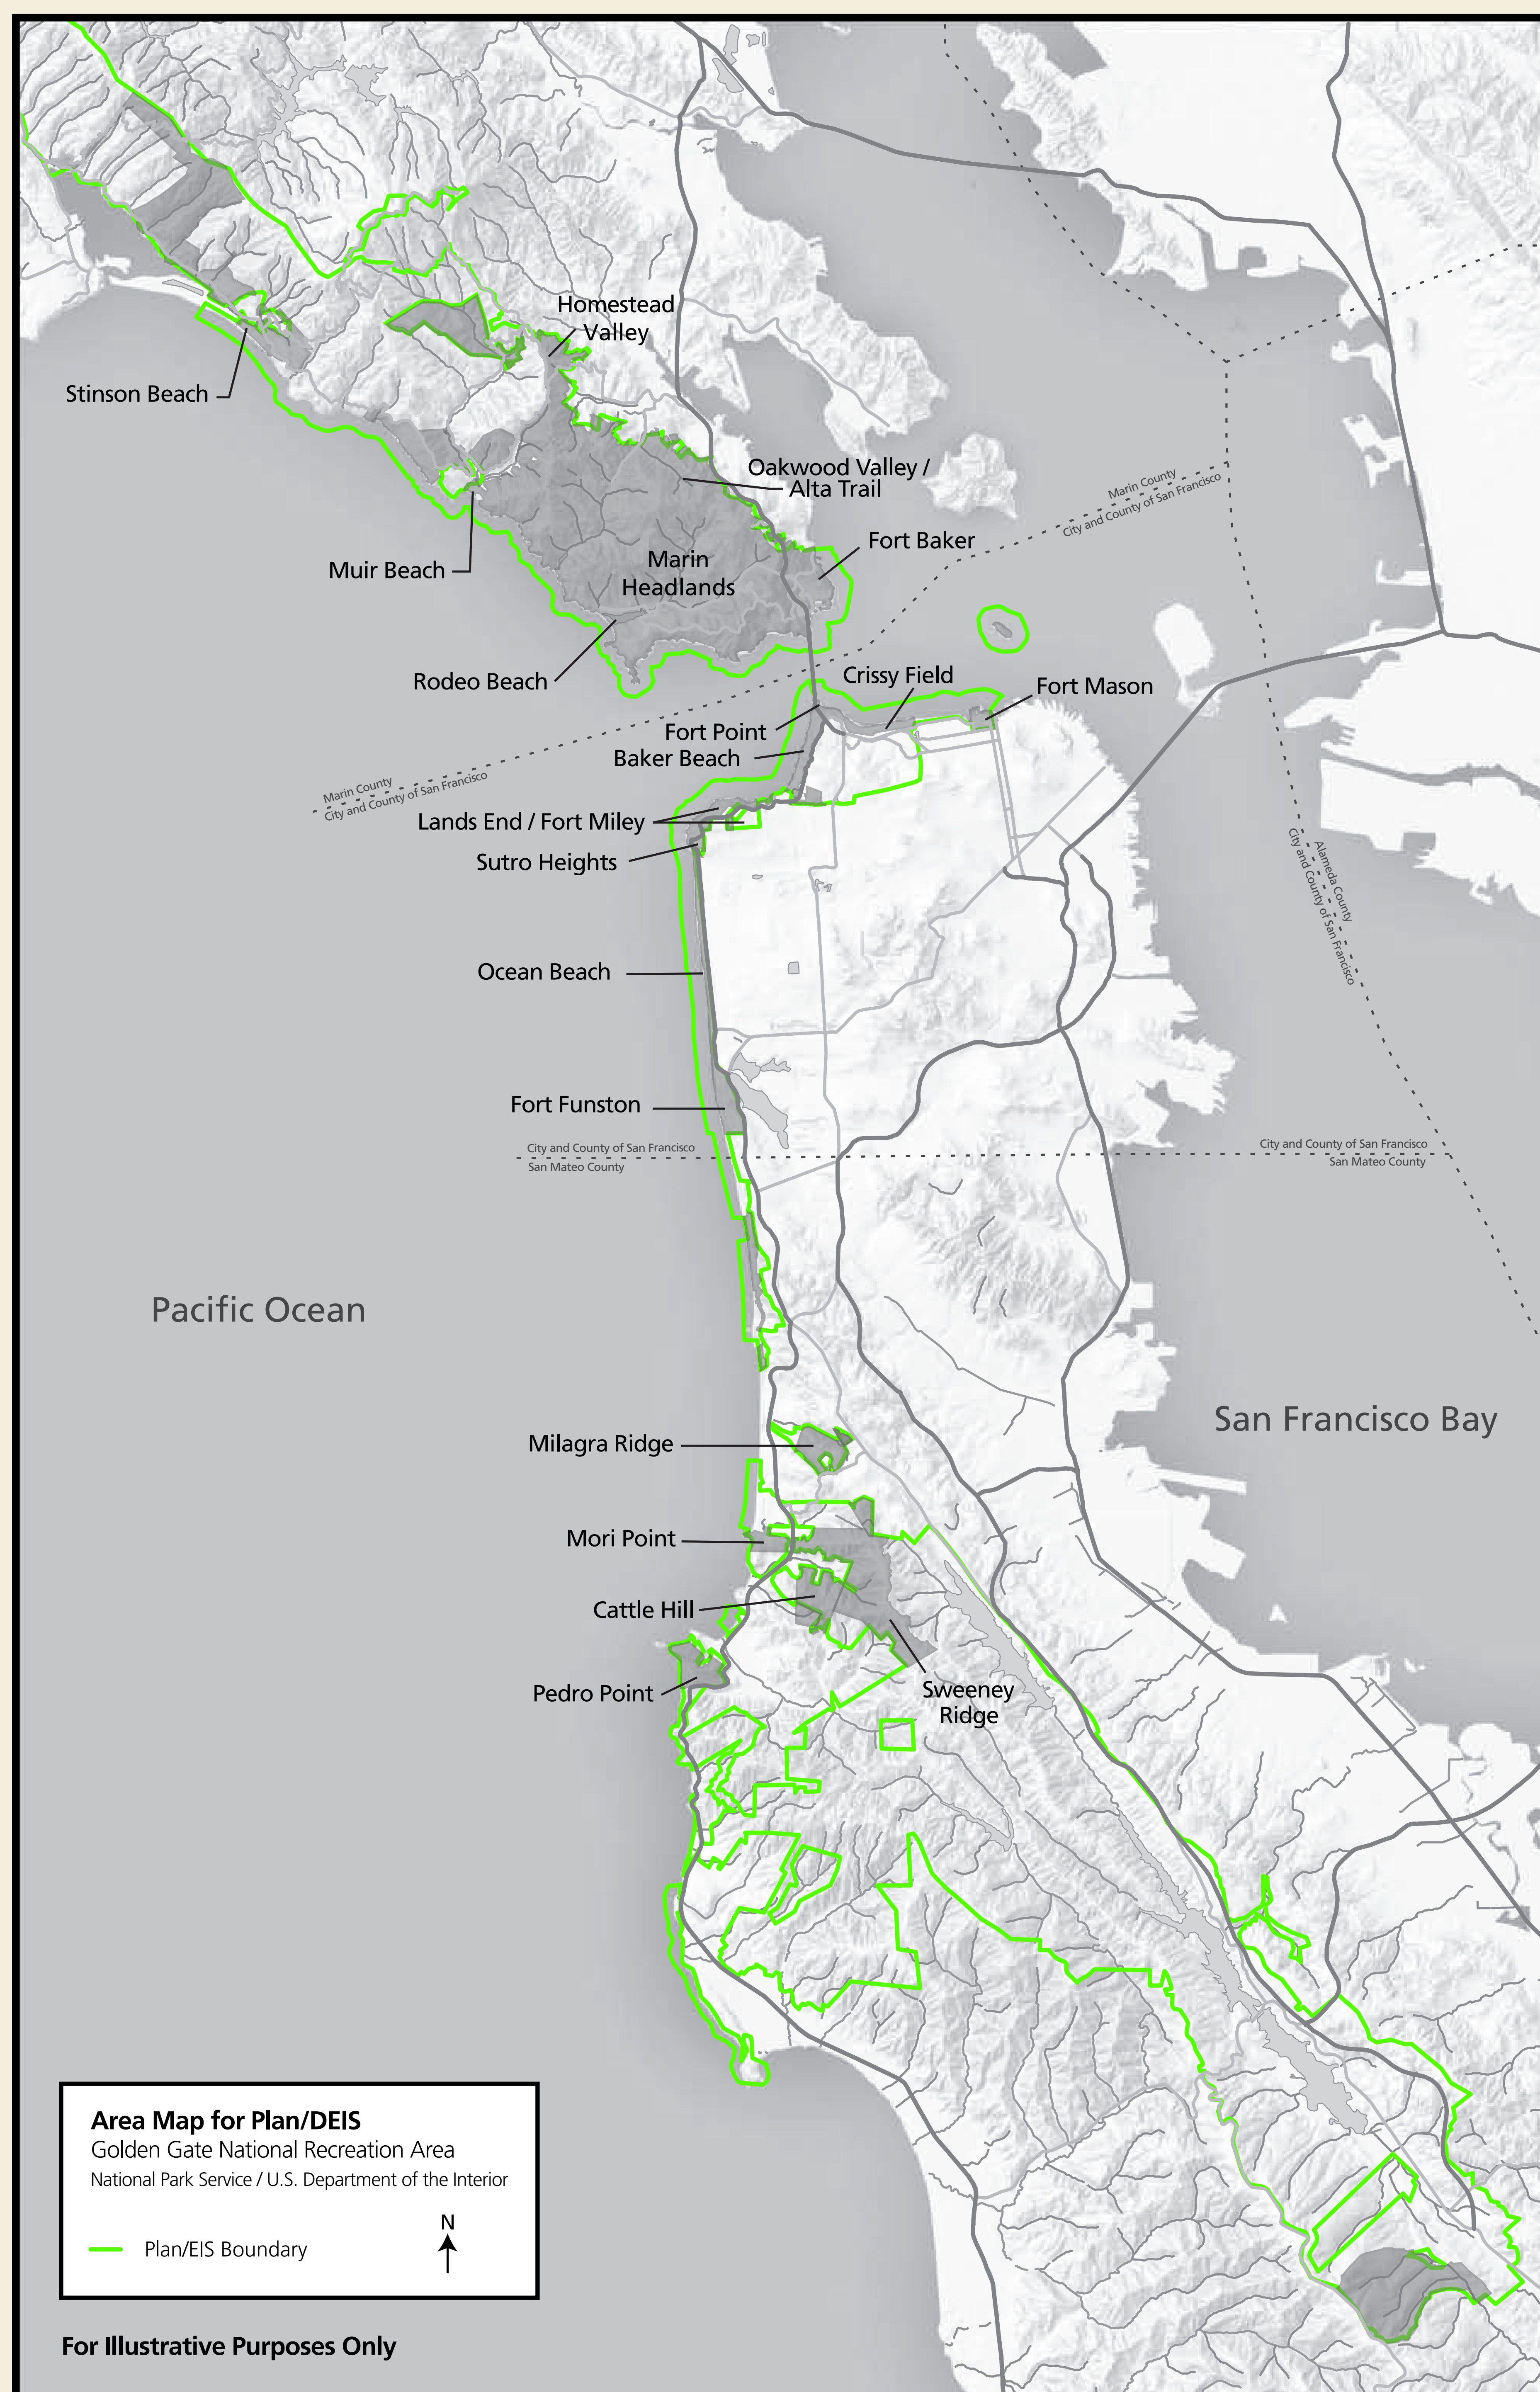 Homestead
Valley
Stinson Beach
Oakwood Valley /
Alta Trail
Marin County
City and County of San Francisco
Fort Baker
Marin
Headlands
Muir Beach
Rodeo Beach
Crissy Field
Fort Mason
Fort Point
Baker Beach
Marin County
City and County of San Francisco
Lands End / Fort Miley
Sutro Heights
Alameda County
City and County of San Francisco
Ocean Beach
Fort Funston
City and County of San Francisco
San Mateo County
City and County of San Francisco
San Mateo County
Pacific Ocean
San Francisco Bay
Milagra Ridge
Mori Point
Cattle Hill
Pedro Point
Sweeney
Ridge
Area Map for Plan/DEIS
Golden Gate National Recreation Area
National Park Service / U.S. Department of the Interior
N
Plan/EIS Boundary
For Illustrative Purposes Only